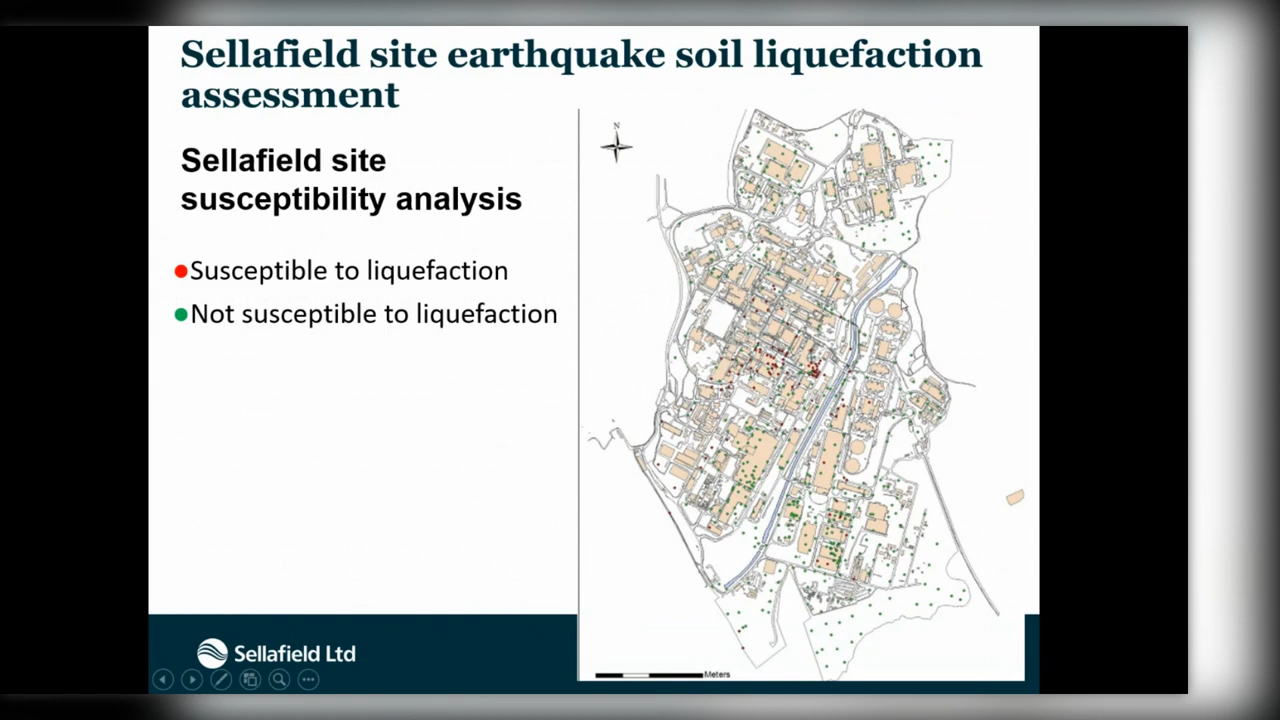 Sellafield site earthquake soil liquefaction
assessment
Sellafield site
susceptibility analysis
Susceptible to liquefaction
Not susceptible to liquefaction
N
Meters
Sellafield Ltd